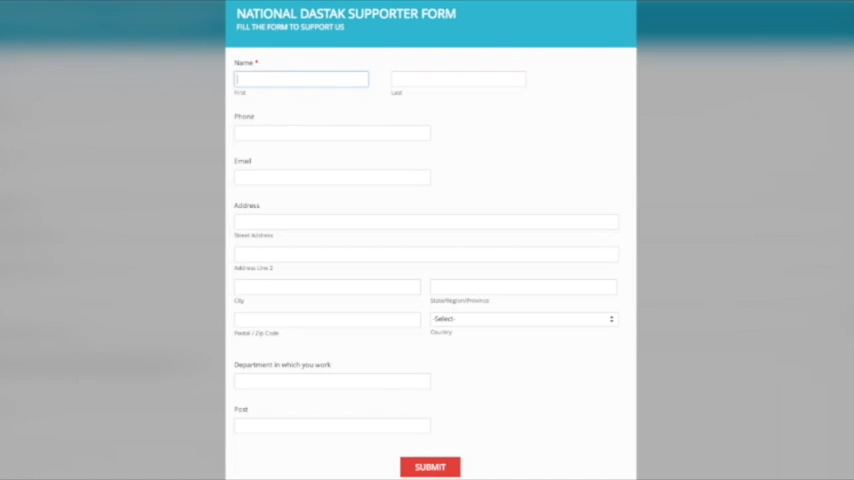 NATIONAL DASTAK SUPPORTER FORM
FILL THE FORM TO SUPPORT US
Name *
First Last
Phone
Email
Address
Street Address
Address Line 2
City State/Region/Province
-Select-
Postal / Zip Code Country
Department in which you work
Post
SUBMIT